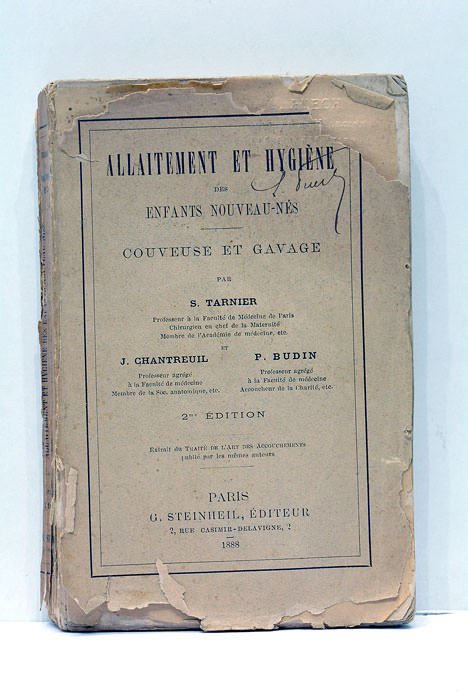 ALLAITEMENT ET HYGIÈNE
DES
ENFANTS NOUVEAU-NÉS
COUVEUSE ET GAVAGE
PAR
S. TARNIER
Professeur à la Faculté de Médecine de Paris
Chirurgien en chef de la Maternité
Membre de l'Académie de médecine, etc.
ET
J. CHANTREUIL
Professeur agrégé
à la Faculté de médecine
Membre de la Soc. anatomique, etc.
P. BUDIN
Professeur agrégé
à la Faculté de médecine
Accoucheur de la Charité, etc.
2me ÉDITION
Extrait du TRAITÉ DE L'ART DES ACCOUCHEMENTS
publié par les mêmes auteurs
PARIS
G. STEINHEIL, ÉDITEUR
2, RUE CASIMIR-DELAVIGNE, 2
1888